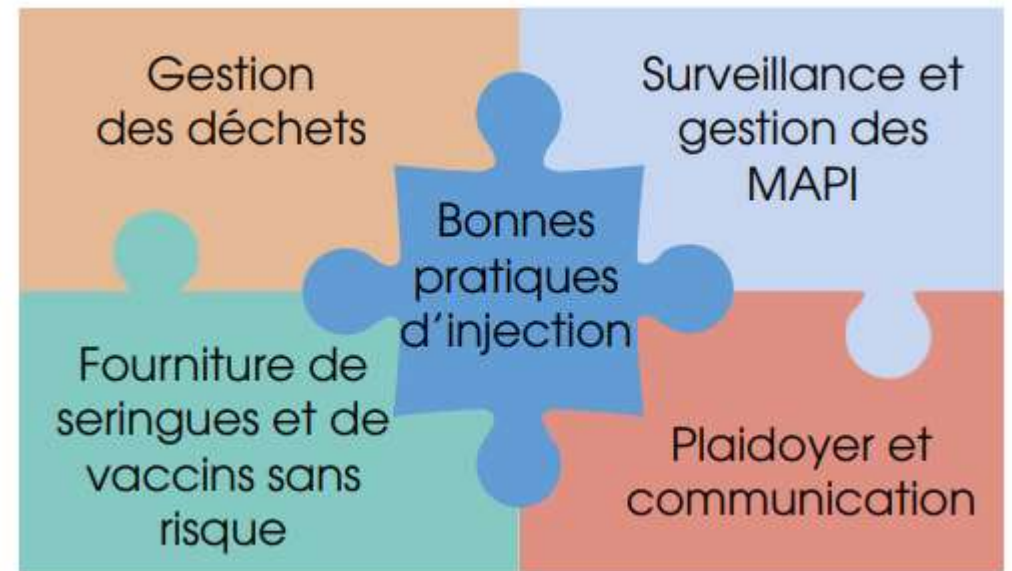 Gestion
des déchets
Surveillance et
gestion des
MAPI
Bonnes
pratiques
d'injection
Fourniture de
seringues et de
vaccins sans
risque
Plaidoyer et
communication